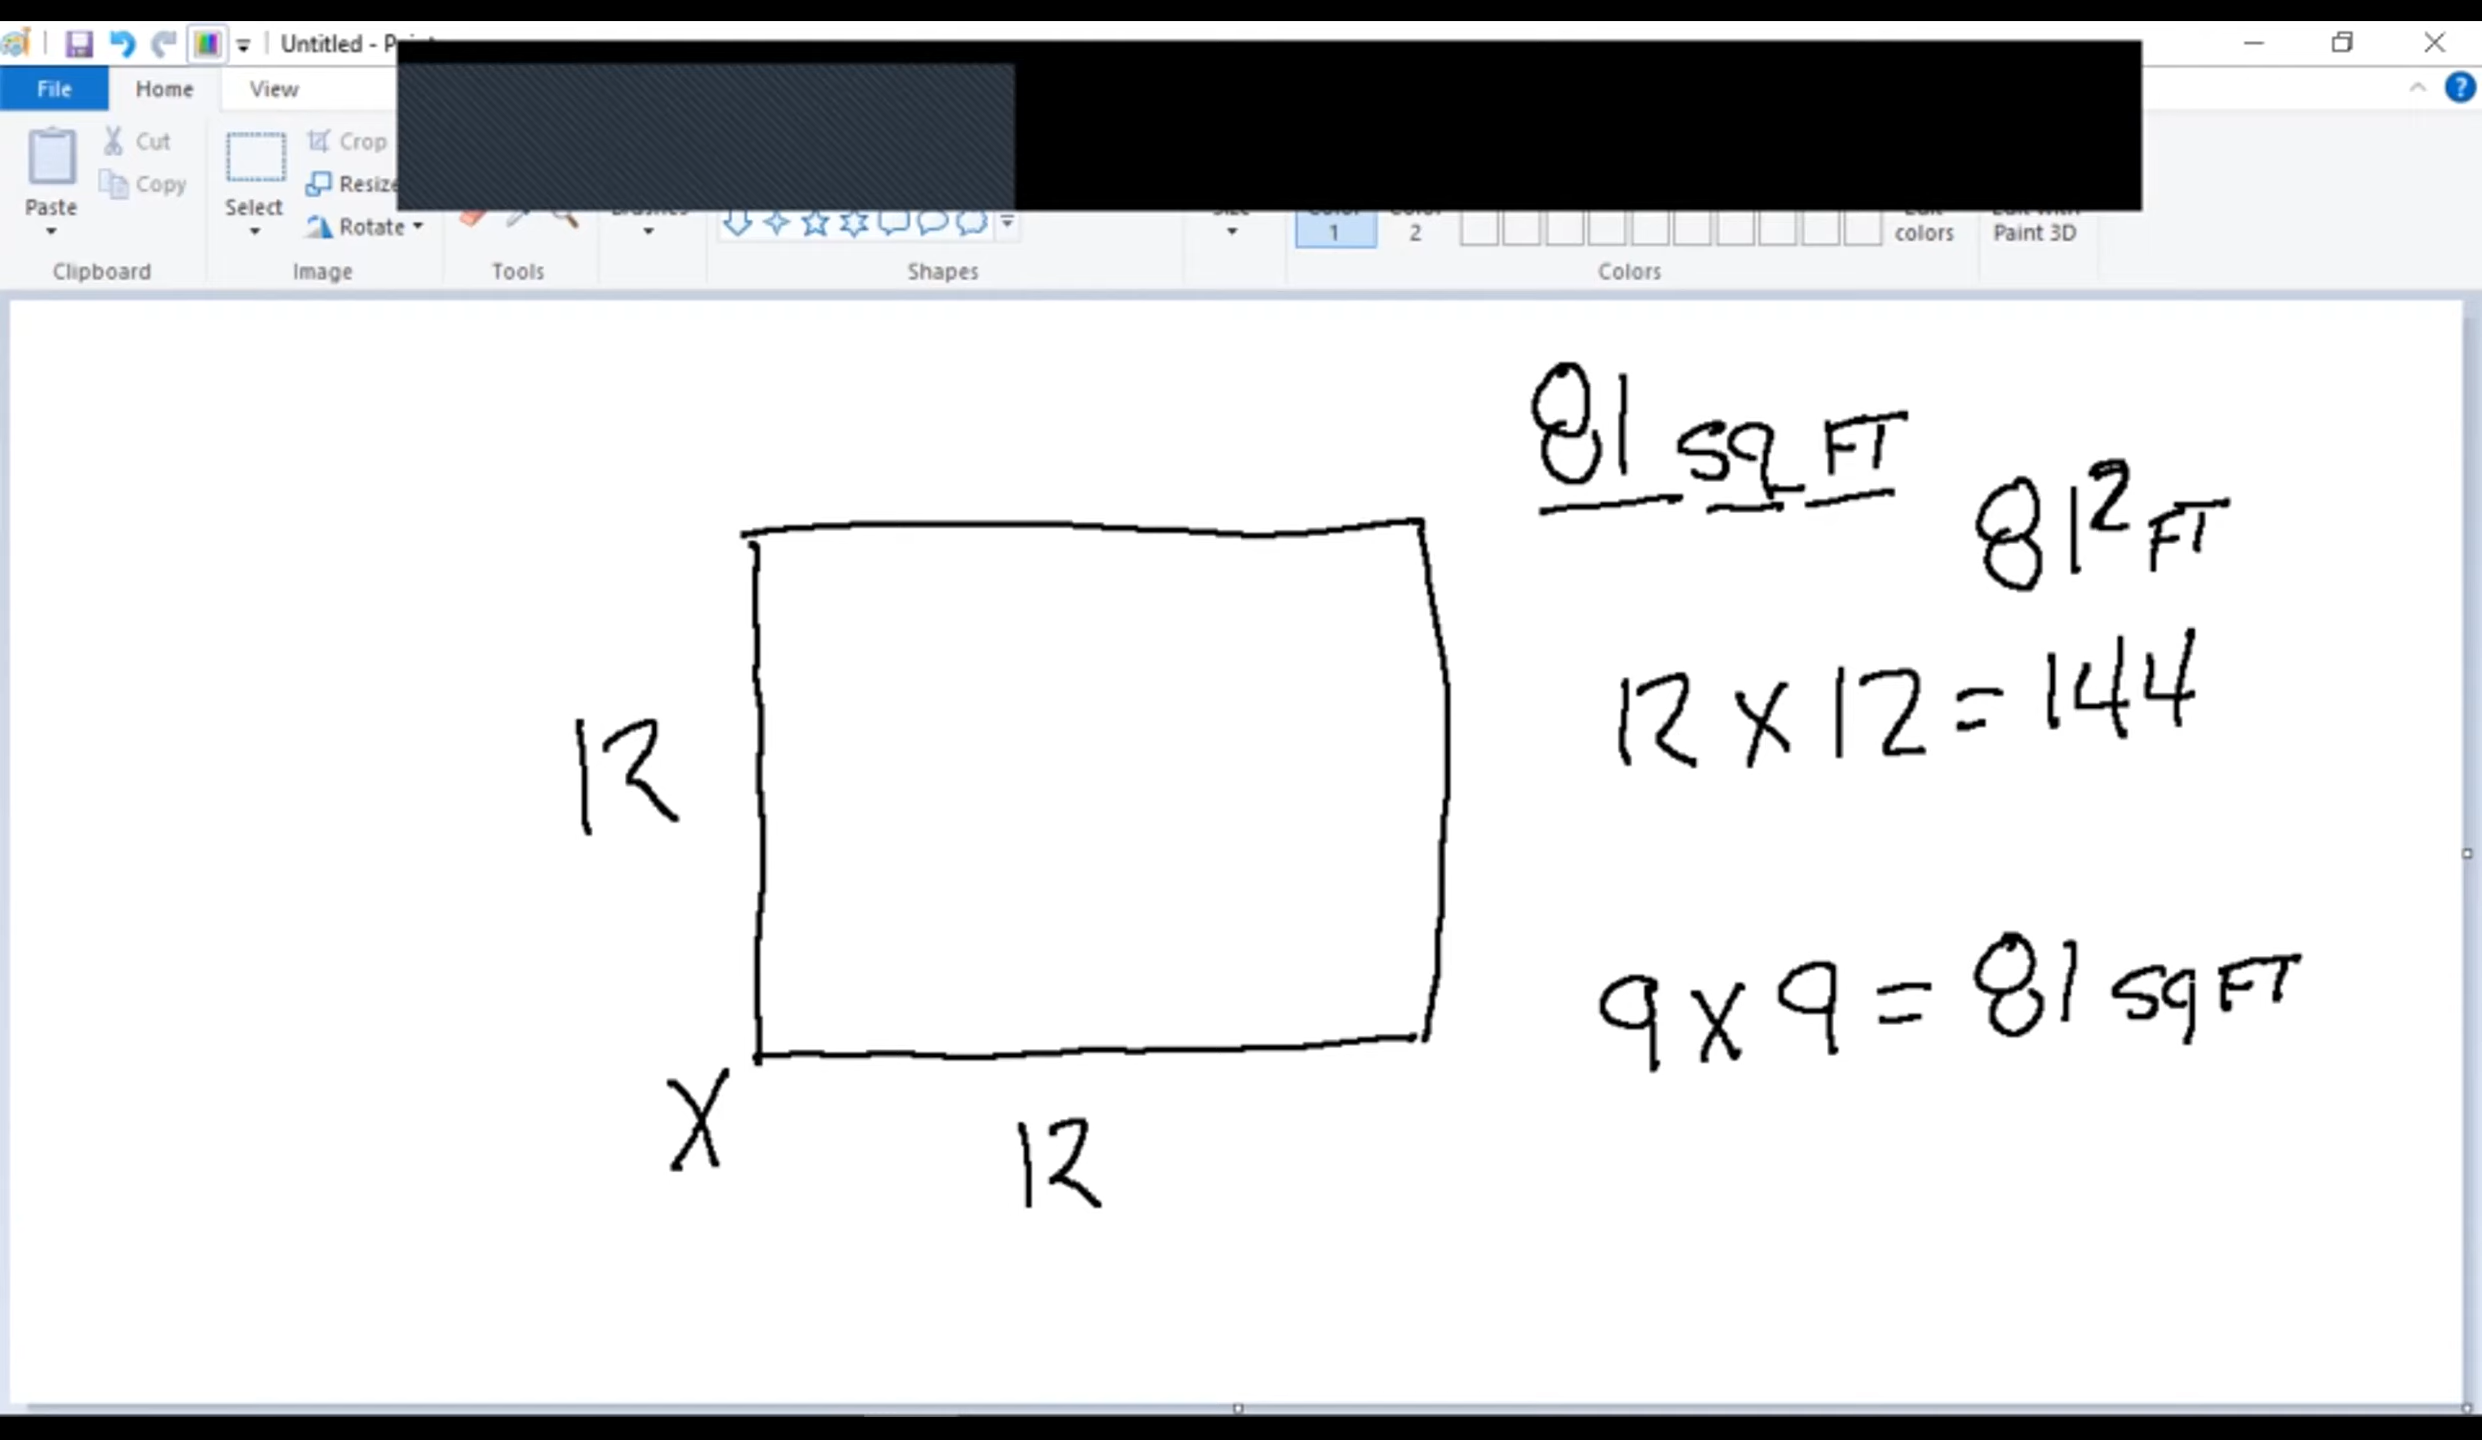 Untitled - Paint
File Home View
Cut
Crop
Copy
Resize
Paste
Select
Rotate
1
2
colors
Paint 3D
Clipboard
Image
Tools
Shapes
Colors
81 sq FT
81² FT
12 x 12 = 144
12
9 x 9 = 81 sq FT
X
12